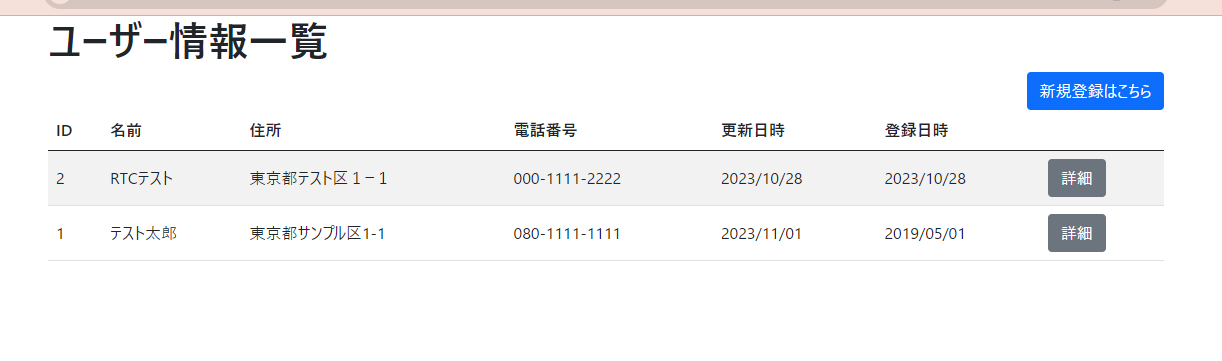 ユーザー情報一覧
新規登録はこちら
ID 名前 住所 電話番号 更新日時 登録日時
2 RTCテスト 東京都テスト区１－１ 000-1111-2222 2023/10/28 2023/10/28 詳細
1 テスト太郎 東京都サンプル区1-1 080-1111-1111 2023/11/01 2019/05/01 詳細